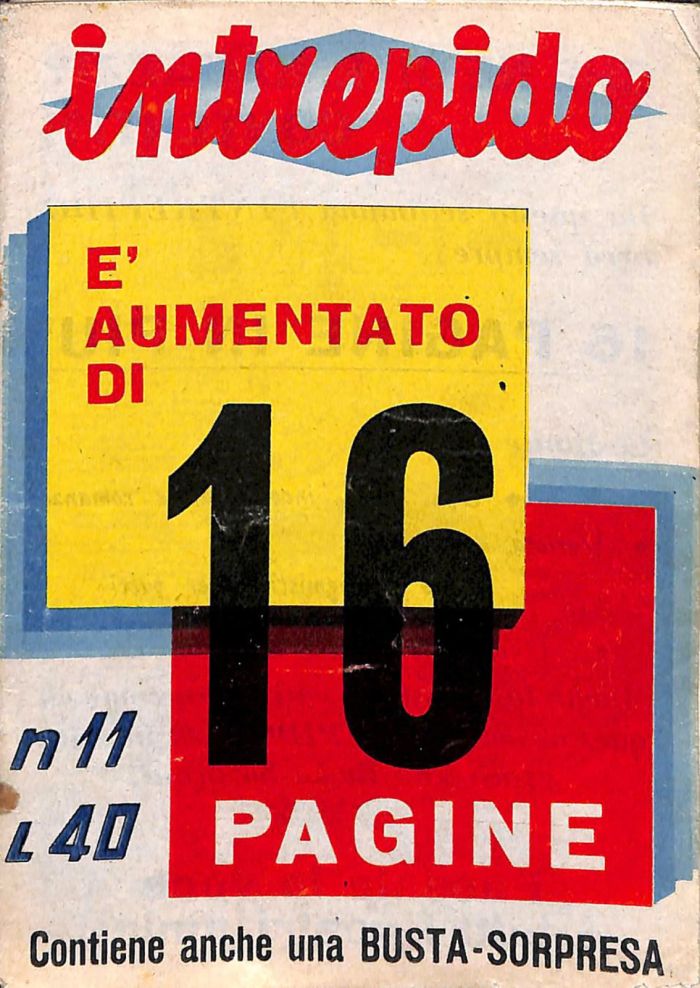 intrepido
E'
AUMENTATO
DI
16
PAGINE
n 11
L 40
Contiene anche una BUSTA-SORPRESA